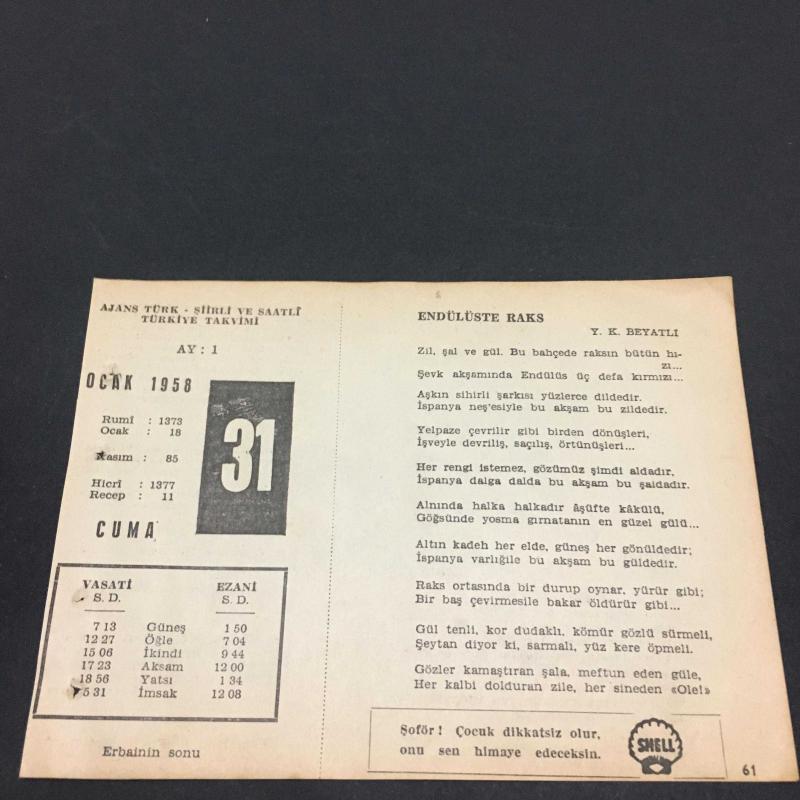 AJANS TÜRK - ŞİİRLİ VE SAATLİ
TÜRKİYE TAKVİMİ
AY : 1
OCAK 1958
Rumî : 1373
Ocak : 18
Kasım : 85
Hicrî : 1377
Recep : 11
31
CUMA
VASATİ EZANİ
S. D. S. D.
7 13 Güneş 1 50
12 27 Öğle 7 04
15 06 İkindi 9 44
17 23 Aksam 12 00
18 56 Yatsı 1 34
5 31 İmsak 12 08
Erbainin sonu
ENDÜLÜSTE RAKS
Y. K. BEYATLI
Zil, şal ve gül. Bu bahçede raksın bütün hı-
zı...
Şevk akşamında Endülüs üç defa kırmızı...
Aşkın sihirli şarkısı yüzlerce dildedir.
İspanya neş'esiyle bu akşam bu zildedir.
Yelpaze çevrilir gibi birden dönüşleri,
İşveyle devriliş, saçılış, örtünüşleri...
Her rengi istemez, gözümüz şimdi aldadır,
İspanya dalga dalda bu akşam bu şaldadır.
Alnında halka halkadır âşüfte kâkülü,
Göğsünde yosma gırnatanın en güzel gülü...
Altın kadeh her elde, güneş her gönüldedir;
İspanya varlığile bu akşam bu güldedir.
Raks ortasında bir durup oynar, yürür gibi;
Bir baş çevirmesile bakar öldürür gibi...
Gül tenli, kor dudaklı, kömür gözlü sürmeli,
Şeytan diyor ki, sarmalı, yüz kere öpmeli.
Gözler kamaştıran şala, meftun eden güle,
Her kalbi dolduran zile, her sineden «Ole!»
Şoför! Çocuk dikkatsiz olur,
onu sen himaye edeceksin.
SHELL
61